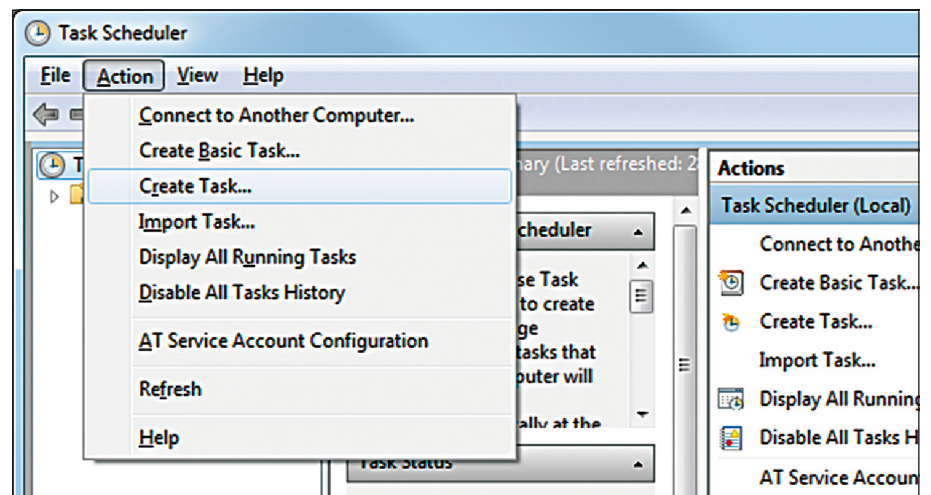 Task Scheduler
File Action View Help
Connect to Another Computer...
Create Basic Task...
Create Task...
Import Task...
Display All Running Tasks
Disable All Tasks History
AT Service Account Configuration
Refresh
Help
T
ary (Last refreshed: 2
cheduler
se Task
to create
ge
tasks that
puter will
ally at the
Task Status
Actions
Task Scheduler (Local)
Connect to Anothe
Create Basic Task...
Create Task...
Import Task...
Display All Running
Disable All Tasks H
AT Service Accoun